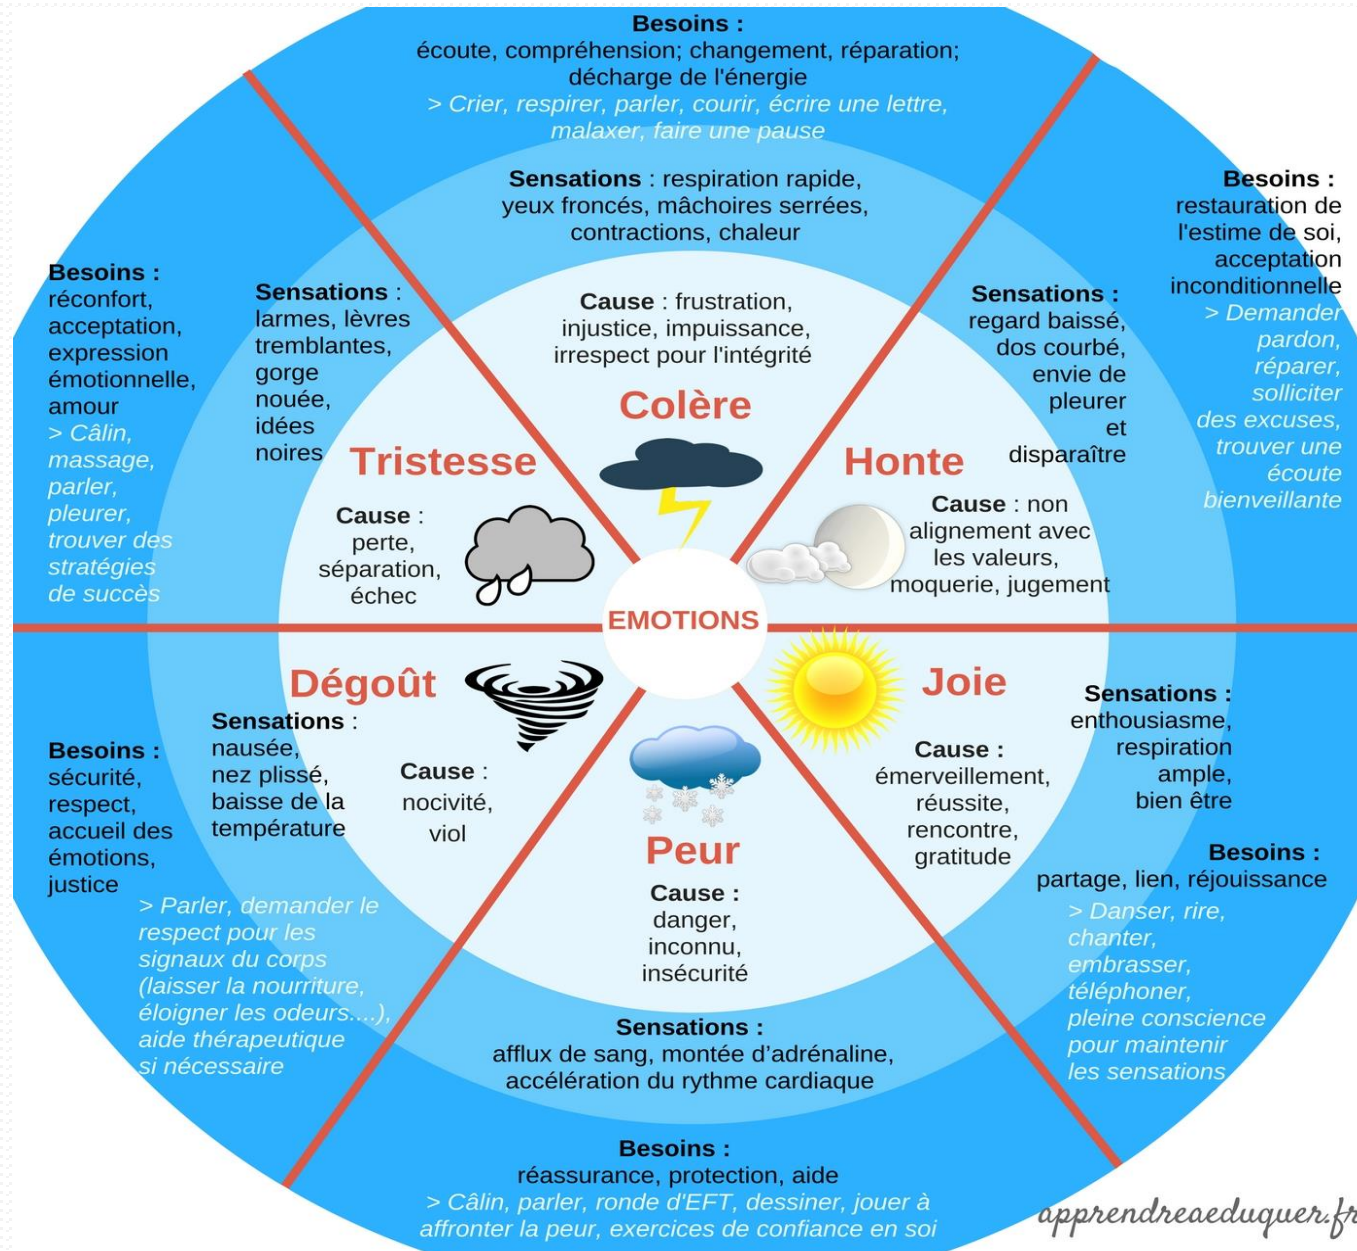 Besoins :
écoute, compréhension; changement, réparation;
décharge de l'énergie
> Crier, respirer, parler, courir, écrire une lettre,
malaxer, faire une pause
Sensations : respiration rapide,
yeux froncés, mâchoires serrées,
contractions, chaleur
Cause : frustration,
injustice, impuissance,
irrespect pour l'intégrité
Colère
Besoins :
restauration de
l'estime de soi,
acceptation
inconditionnelle
> Demander
pardon,
réparer,
solliciter
des excuses,
trouver une
écoute
bienveillante
Sensations :
regard baissé,
dos courbé,
envie de
pleurer
et
disparaître
Honte
Cause : non
alignement avec
les valeurs,
moquerie, jugement
Besoins :
réconfort,
acceptation,
expression
émotionnelle,
amour
> Câlin,
massage,
parler,
pleurer,
trouver des
stratégies
de succès
Sensations :
larmes, lèvres
tremblantes,
gorge
nouée,
idées
noires
Tristesse
Cause :
perte,
séparation,
échec
EMOTIONS
Dégoût
Sensations :
nausée,
nez plissé,
baisse de la
température
Cause :
nocivité,
viol
Besoins :
sécurité,
respect,
accueil des
émotions,
justice
> Parler, demander le
respect pour les
signaux du corps
(laisser la nourriture,
éloigner les odeurs....),
aide thérapeutique
si nécessaire
Peur
Cause :
danger,
inconnu,
insécurité
Sensations :
afflux de sang, montée d'adrénaline,
accélération du rythme cardiaque
Besoins :
réassurance, protection, aide
> Câlin, parler, ronde d'EFT, dessiner, jouer à
affronter la peur, exercices de confiance en soi
Joie
Cause :
émerveillement,
réussite,
rencontre,
gratitude
Sensations :
enthousiasme,
respiration
ample,
bien être
Besoins :
partage, lien, réjouissance
> Danser, rire,
chanter,
embrasser,
téléphoner,
pleine conscience
pour maintenir
les sensations
apprendreaeduquer.fr